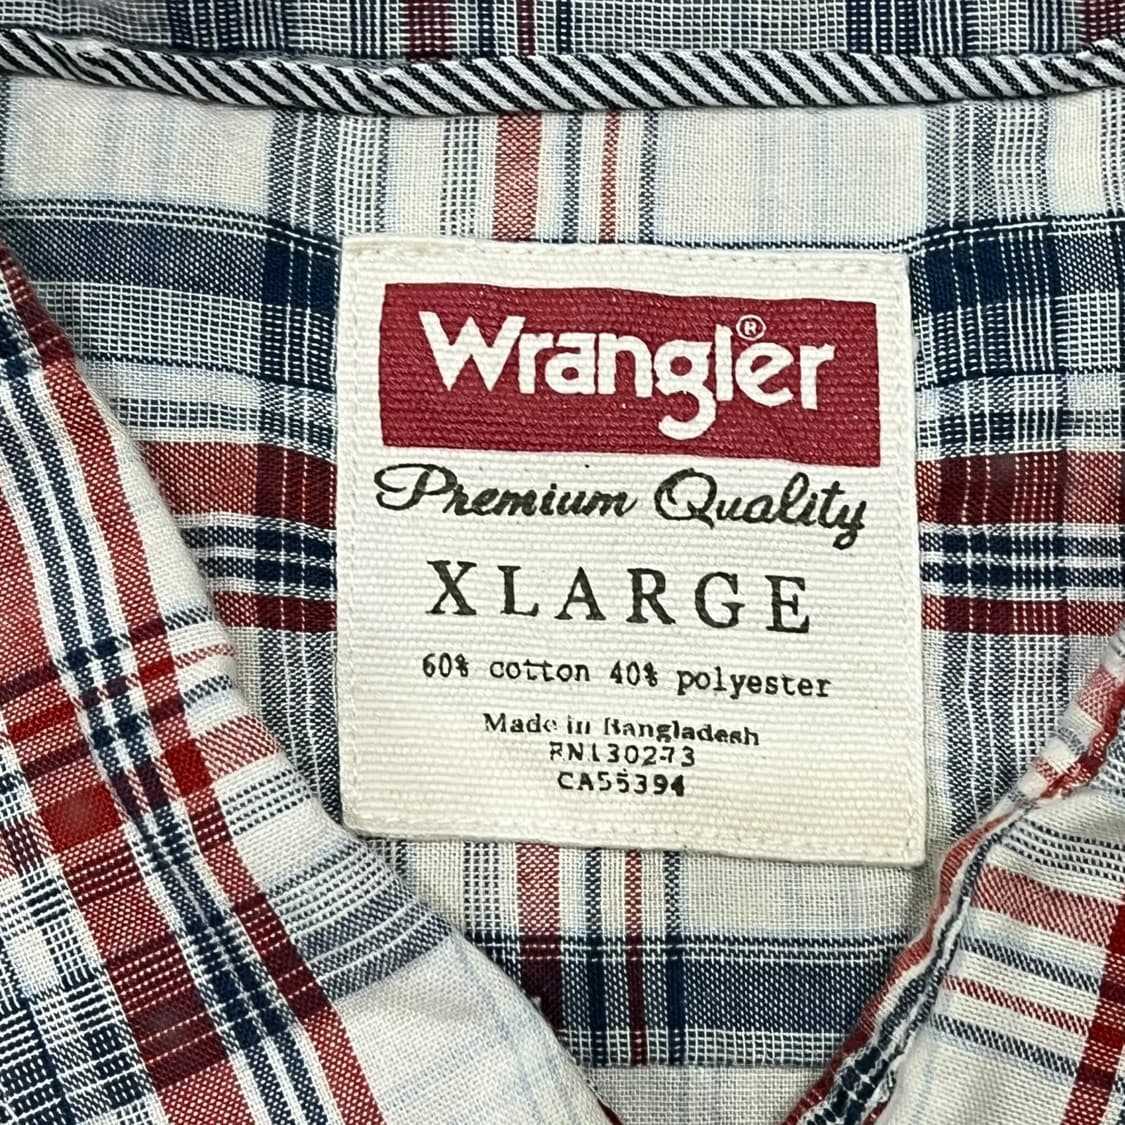 Wrangler®
Premium Quality
XLARGE
60% cotton 40% polyester
Made in Bangladesh
RN130273
CA55394